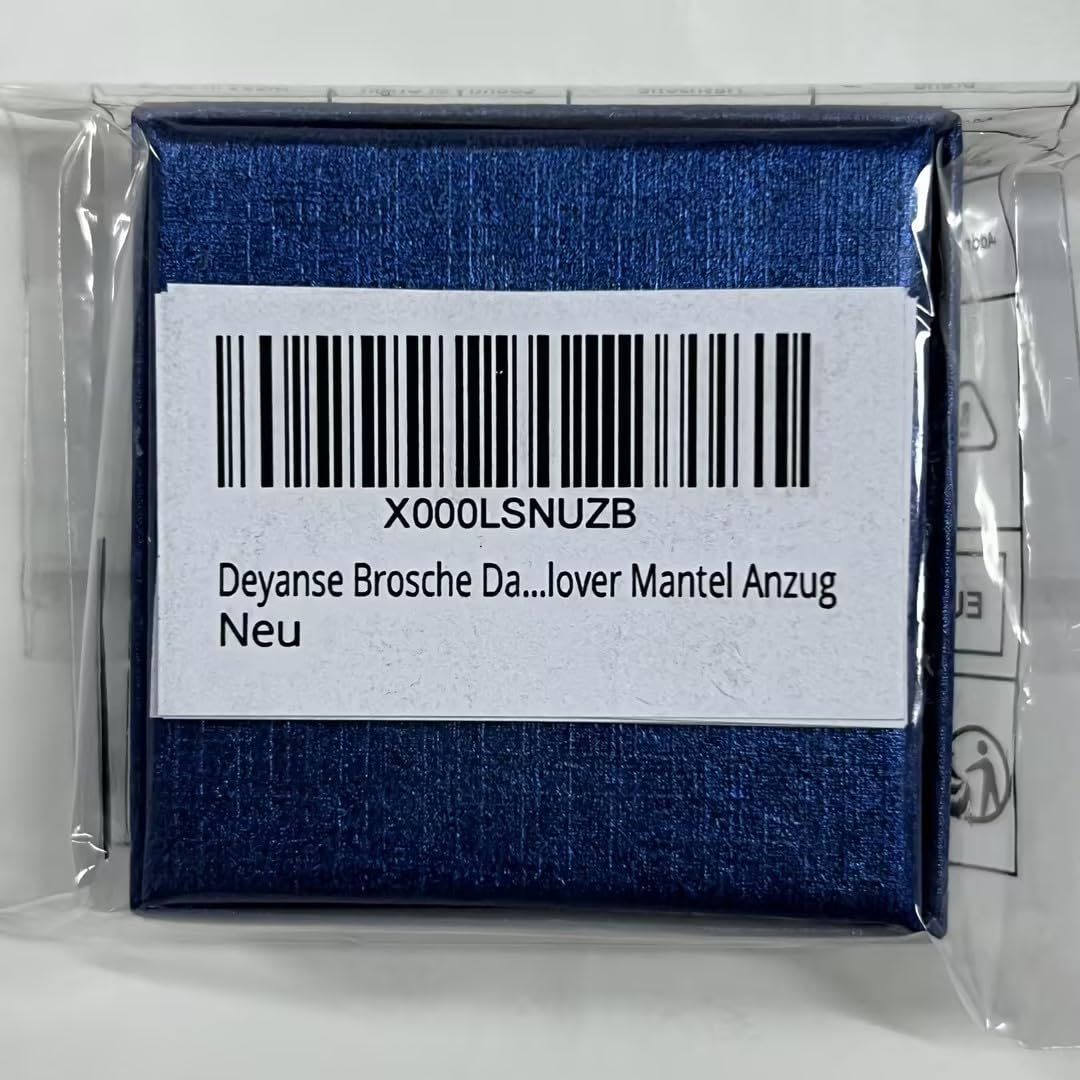 X000LSNUZB
Deyanse Brosche Da...lover Mantel Anzug
Neu